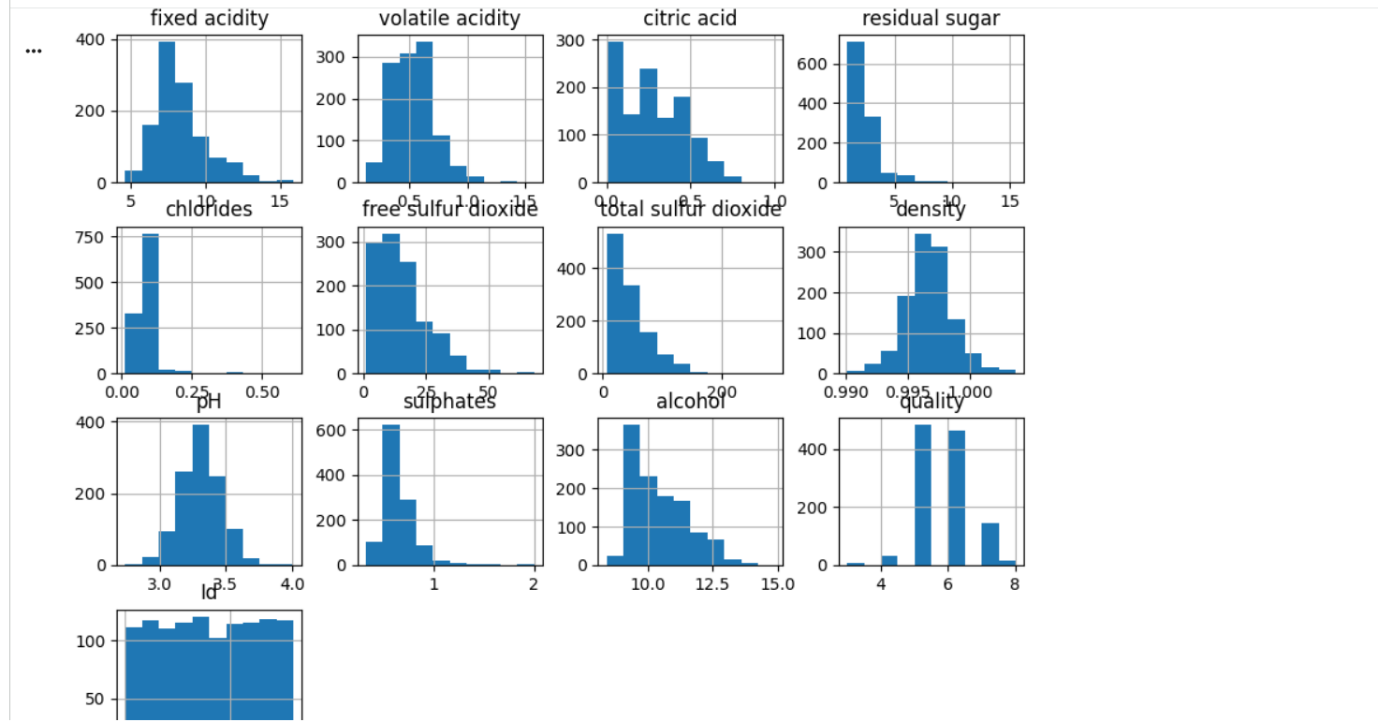 fixed acidity volatile acidity citric acid residual sugar
...
400 200 0 5 10 15
300 200 100 0 0.5 1.0 1.5
300 200 100 0 0.0 0.5 1.0
600 400 200 0 5 10 15
chlorides free sulfur dioxide total sulfur dioxide density
750 500 250 0 0.00 0.25 0.50
300 200 100 0 0 25 50
400 200 0 0 200
300 200 100 0 0.990 0.995 1.000
pH sulphates alcohol quality
400 200 0 3.0 3.5 4.0
600 400 200 0 1 2
300 200 100 0 10.0 12.5 15.0
400 200 0 4 6 8
Id
100 50